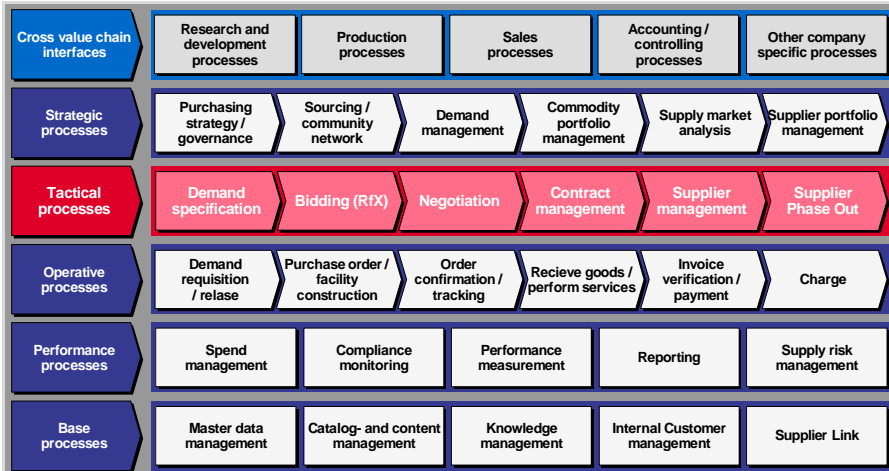 Cross value chain
interfaces
Research and
development
processes
Production
processes
Sales
processes
Accounting /
controlling
processes
Other company
specific processes
Strategic
processes
Purchasing
strategy /
governance
Sourcing /
community
network
Demand
management
Commodity
portfolio
management
Supply market
analysis
Supplier portfolio
management
Tactical
processes
Demand
specification
Bidding (RfX)
Negotiation
Contract
management
Supplier
management
Supplier
Phase Out
Operative
processes
Demand
requisition
/ relase
Purchase order /
facility
construction
Order
confirmation /
tracking
Recieve goods /
perform services
Invoice
verification /
payment
Charge
Performance
processes
Spend
management
Compliance
monitoring
Performance
measurement
Reporting
Supply risk
management
Base
processes
Master data
management
Catalog- and content
management
Knowledge
management
Internal Customer
management
Supplier Link